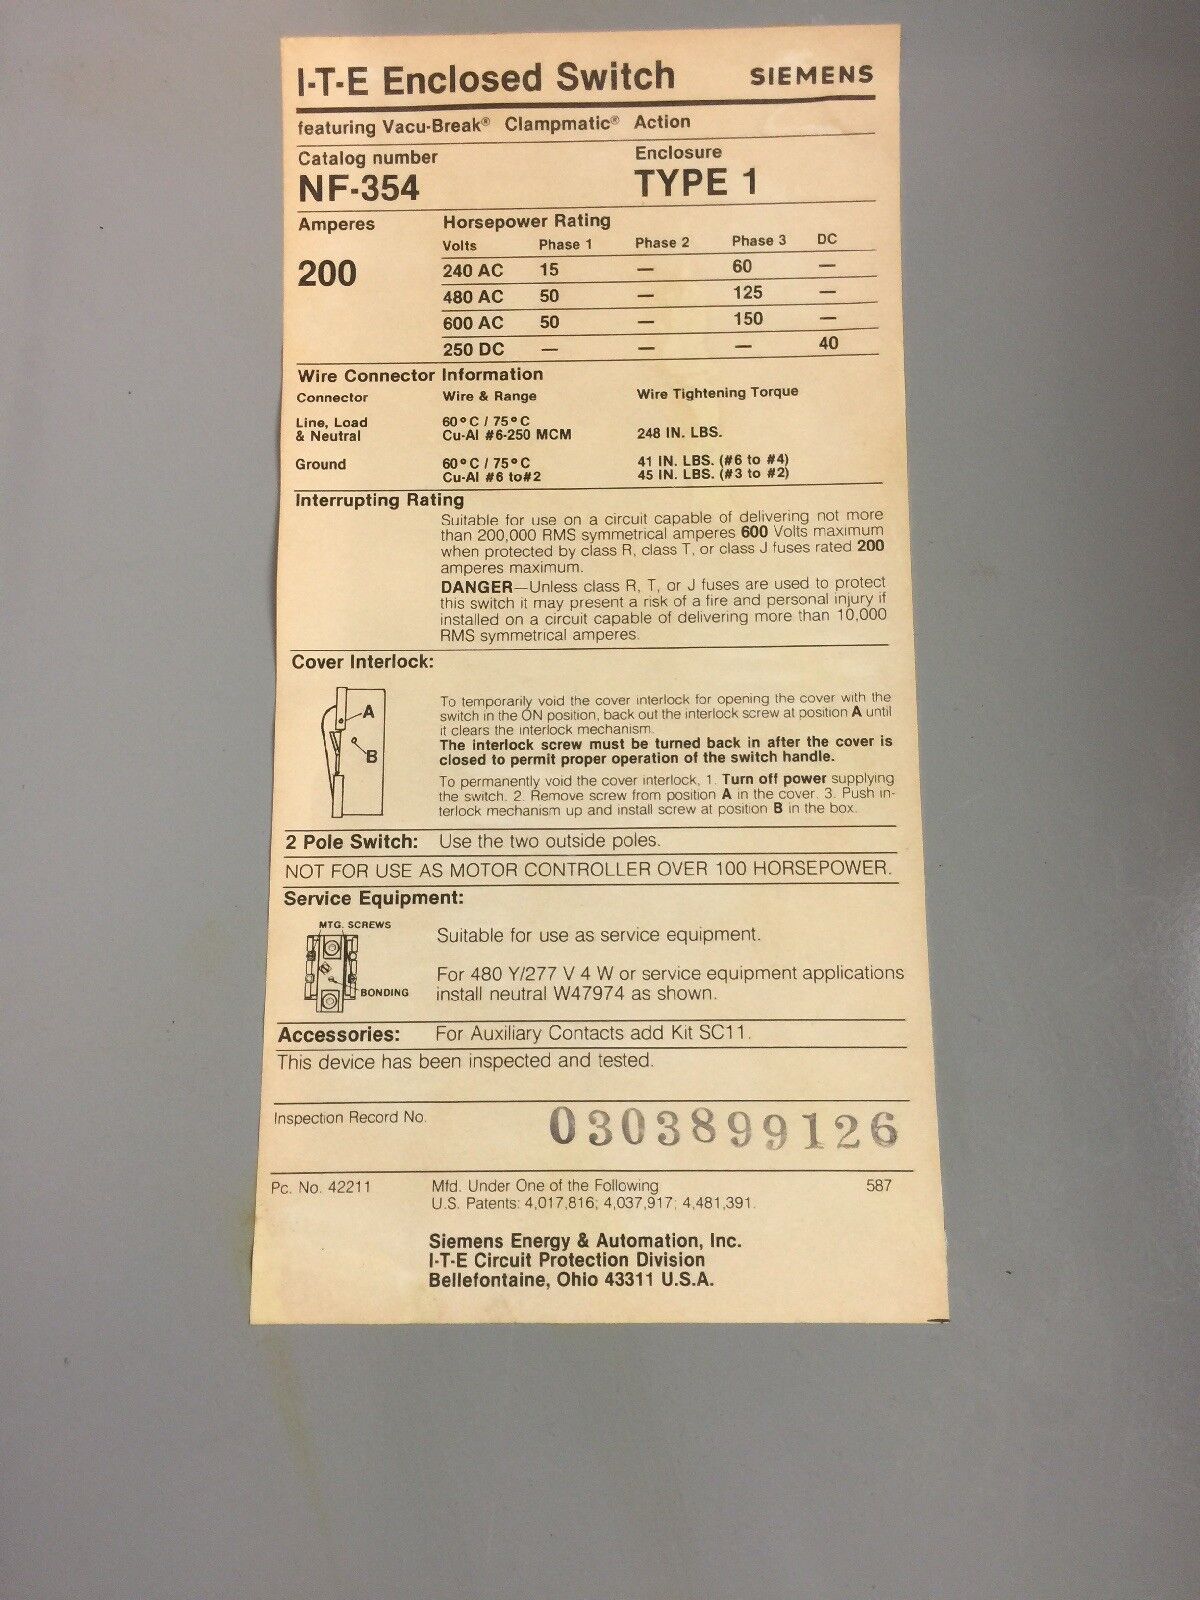 I-T-E Enclosed Switch SIEMENS
featuring Vacu-Break® Clampmatic® Action
Catalog number Enclosure
NF-354 TYPE 1
Amperes Horsepower Rating
Volts Phase 1 Phase 2 Phase 3 DC
200 240 AC 15 — 60 —
480 AC 50 — 125 —
600 AC 50 — 150 —
250 DC — — — 40
Wire Connector Information
Connector Wire & Range Wire Tightening Torque
Line, Load 60°C / 75°C
& Neutral Cu-Al #6-250 MCM 248 IN. LBS.
Ground 60°C / 75°C 41 IN. LBS. (#6 to #4)
Cu-Al #6 to#2 45 IN. LBS. (#3 to #2)
Interrupting Rating
Suitable for use on a circuit capable of delivering not more
than 200,000 RMS symmetrical amperes 600 Volts maximum
when protected by class R, class T, or class J fuses rated 200
amperes maximum.
DANGER—Unless class R, T, or J fuses are used to protect
this switch it may present a risk of a fire and personal injury if
installed on a circuit capable of delivering more than 10,000
RMS symmetrical amperes.
Cover Interlock:
A
B
To temporarily void the cover interlock for opening the cover with the
switch in the ON position, back out the interlock screw at position A until
it clears the interlock mechanism.
The interlock screw must be turned back in after the cover is
closed to permit proper operation of the switch handle.
To permanently void the cover interlock, 1. Turn off power supplying
the switch. 2. Remove screw from position A in the cover. 3. Push in-
terlock mechanism up and install screw at position B in the box.
2 Pole Switch: Use the two outside poles.
NOT FOR USE AS MOTOR CONTROLLER OVER 100 HORSEPOWER.
Service Equipment:
MTG. SCREWS
BONDING
Suitable for use as service equipment.
For 480 Y/277 V 4 W or service equipment applications
install neutral W47974 as shown.
Accessories: For Auxiliary Contacts add Kit SC11.
This device has been inspected and tested.
Inspection Record No. 0303899126
Pc. No. 42211 Mfd. Under One of the Following 587
U.S. Patents: 4,017,816; 4,037,917; 4,481,391.
Siemens Energy & Automation, Inc.
I-T-E Circuit Protection Division
Bellefontaine, Ohio 43311 U.S.A.